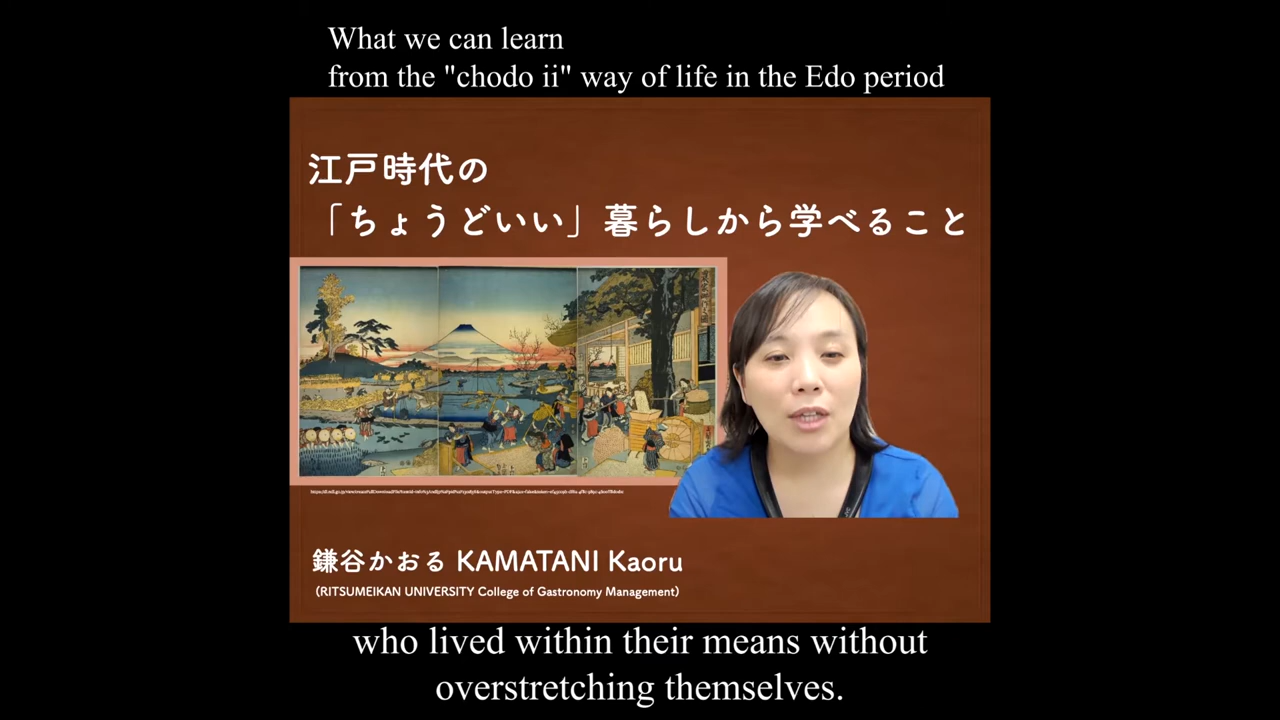 What we can learn
from the "chodo ii" way of life in the Edo period
江戸時代の
「ちょうどいい」暮らしから学べること
鎌谷かおる KAMATANI Kaoru
(RITSUMEIKAN UNIVERSITY College of Gastronomy Management)
who lived within their means without
overstretching themselves.